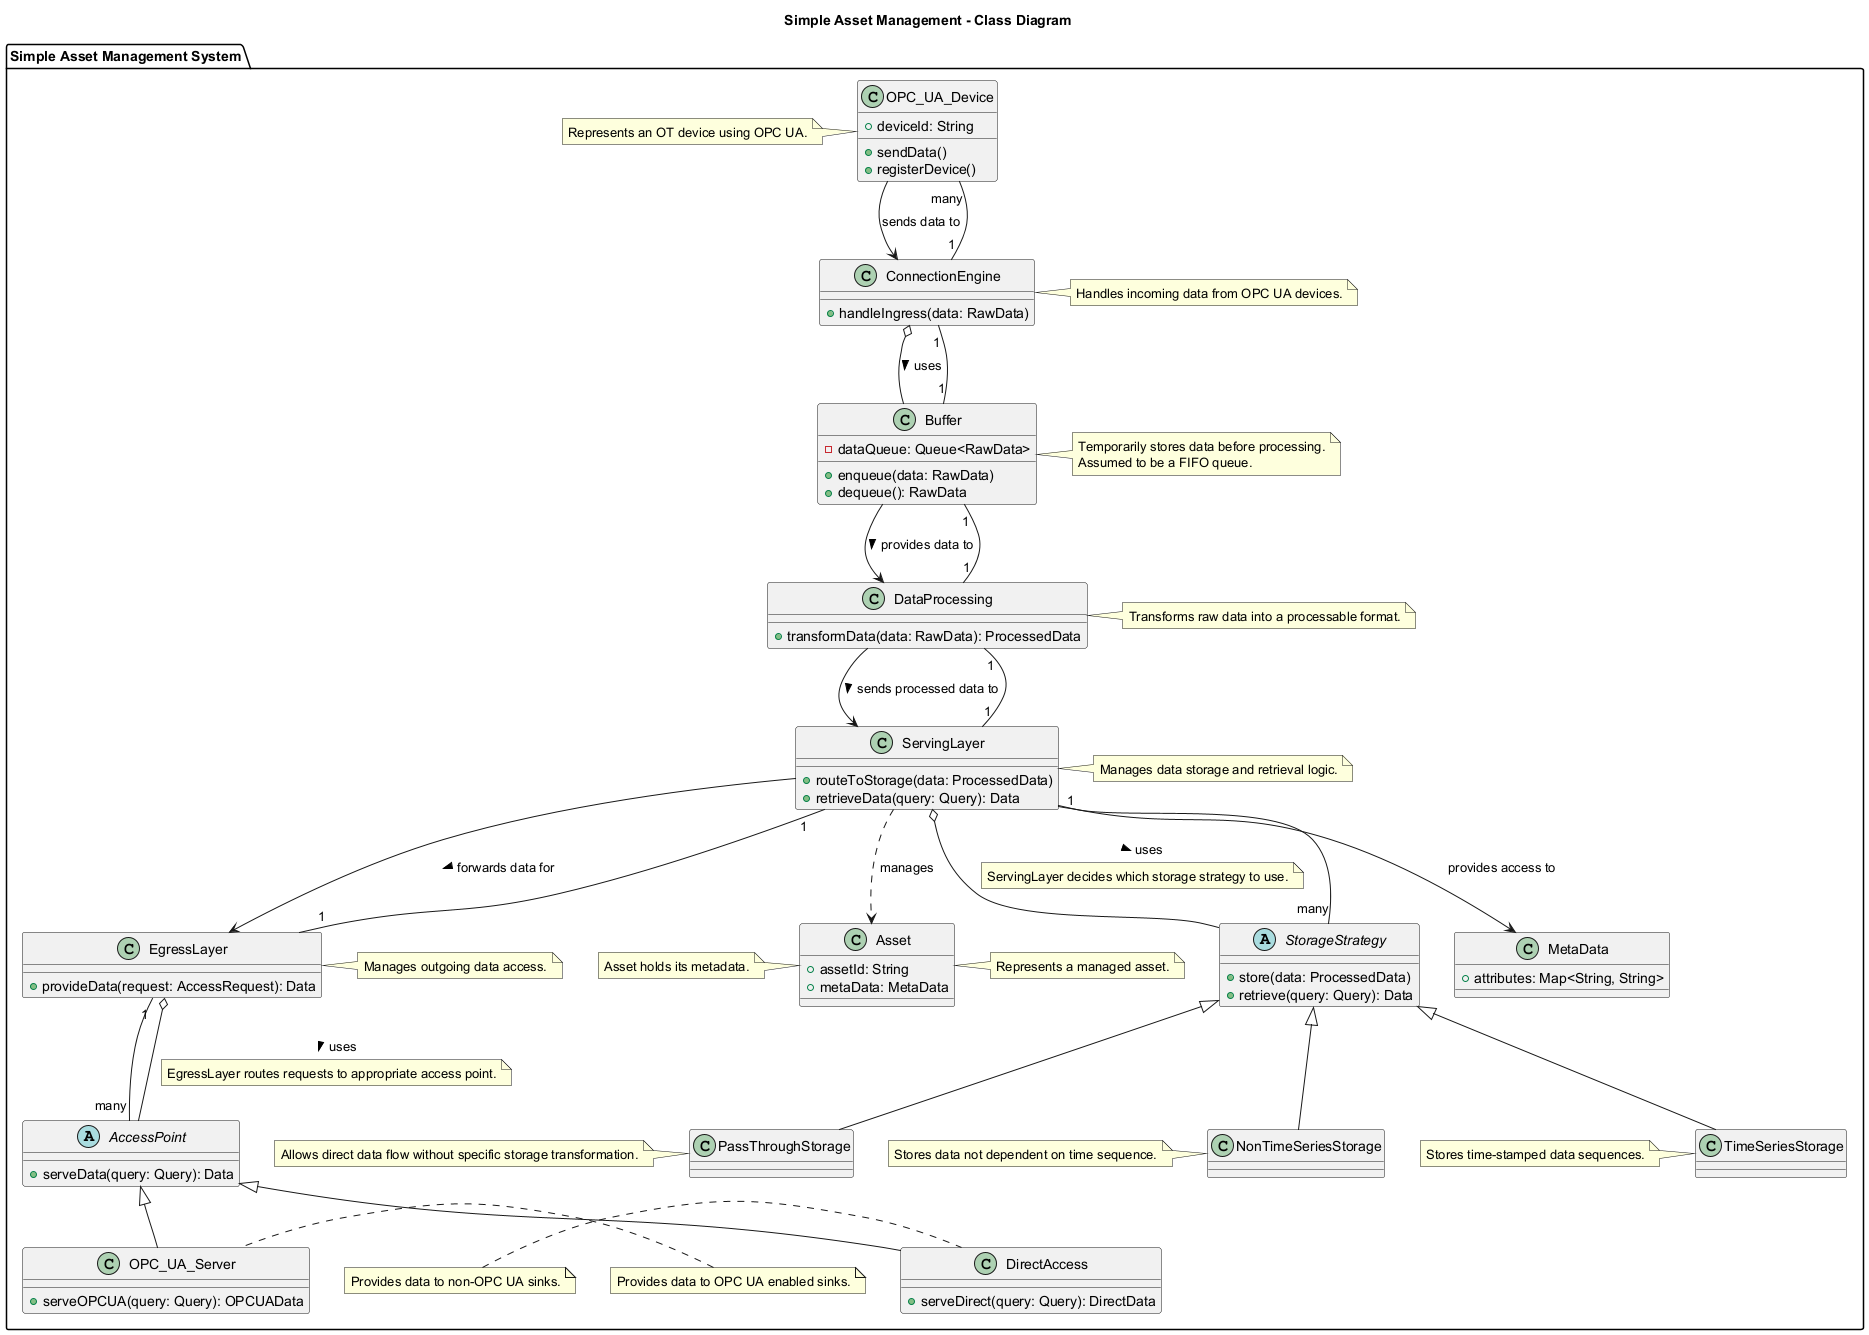 Simple Asset Management - Class Diagram
Simple Asset Management System
C OPC_UA_Device
deviceId: String
sendData()
registerDevice()
Represents an OT device using OPC UA.
many
sends data to
1
C ConnectionEngine
handleIngress(data: RawData)
Handles incoming data from OPC UA devices.
1
uses
1
C Buffer
dataQueue: Queue<RawData>
enqueue(data: RawData)
dequeue(): RawData
Temporarily stores data before processing.
Assumed to be a FIFO queue.
1
provides data to
1
C DataProcessing
transformData(data: RawData): ProcessedData
Transforms raw data into a processable format.
1
sends processed data to
1
C ServingLayer
routeToStorage(data: ProcessedData)
retrieveData(query: Query): Data
Manages data storage and retrieval logic.
1
1
forwards data for
manages
uses
ServingLayer decides which storage strategy to use.
provides access to
1
many
C EgressLayer
provideData(request: AccessRequest): Data
Manages outgoing data access.
Asset holds its metadata.
C Asset
assetId: String
metaData: MetaData
Represents a managed asset.
A StorageStrategy
store(data: ProcessedData)
retrieve(query: Query): Data
C MetaData
attributes: Map<String, String>
1
uses
EgressLayer routes requests to appropriate access point.
many
A AccessPoint
serveData(query: Query): Data
Allows direct data flow without specific storage transformation.
C PassThroughStorage
Stores data not dependent on time sequence.
C NonTimeSeriesStorage
Stores time-stamped data sequences.
C TimeSeriesStorage
C OPC_UA_Server
serveOPCUA(query: Query): OPCUAData
Provides data to non-OPC UA sinks.
Provides data to OPC UA enabled sinks.
C DirectAccess
serveDirect(query: Query): DirectData